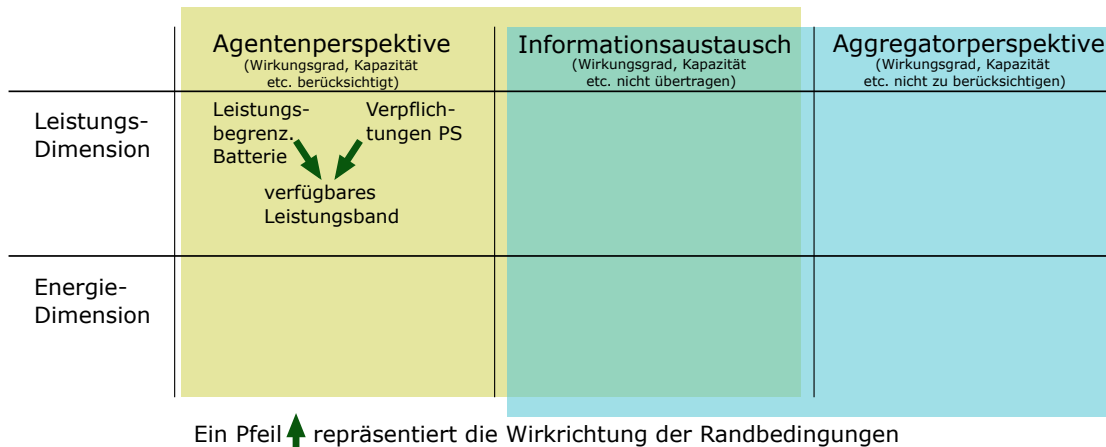 Agentenperspektive
(Wirkungsgrad, Kapazität
etc. berücksichtigt)
Informationsaustausch
(Wirkungsgrad, Kapazität
etc. nicht übertragen)
Aggregatorperspektive
(Wirkungsgrad, Kapazität
etc. nicht zu berücksichtigen)
Leistungs-
Dimension
Leistungs-
begrenz.
Batterie
Verpflich-
tungen PS
verfügbares
Leistungsband
Energie-
Dimension
Ein Pfeil repräsentiert die Wirkrichtung der Randbedingungen